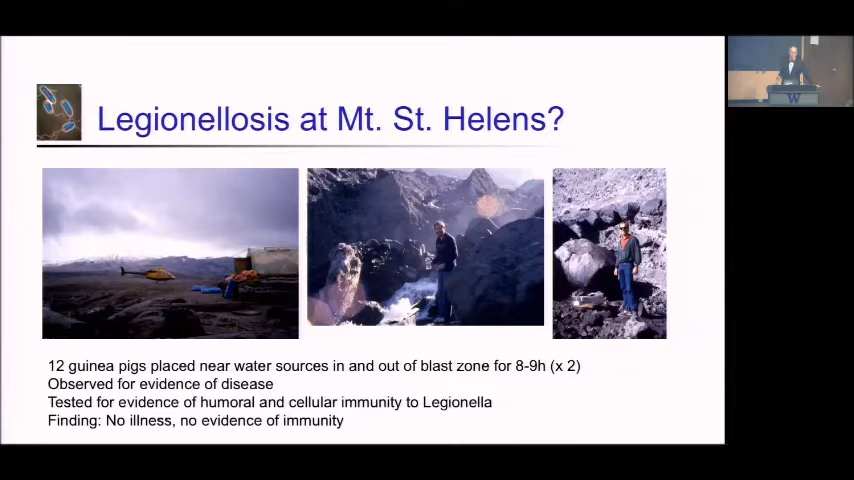 Legionellosis at Mt. St. Helens?
12 guinea pigs placed near water sources in and out of blast zone for 8-9h (x 2)
Observed for evidence of disease
Tested for evidence of humoral and cellular immunity to Legionella
Finding: No illness, no evidence of immunity
W